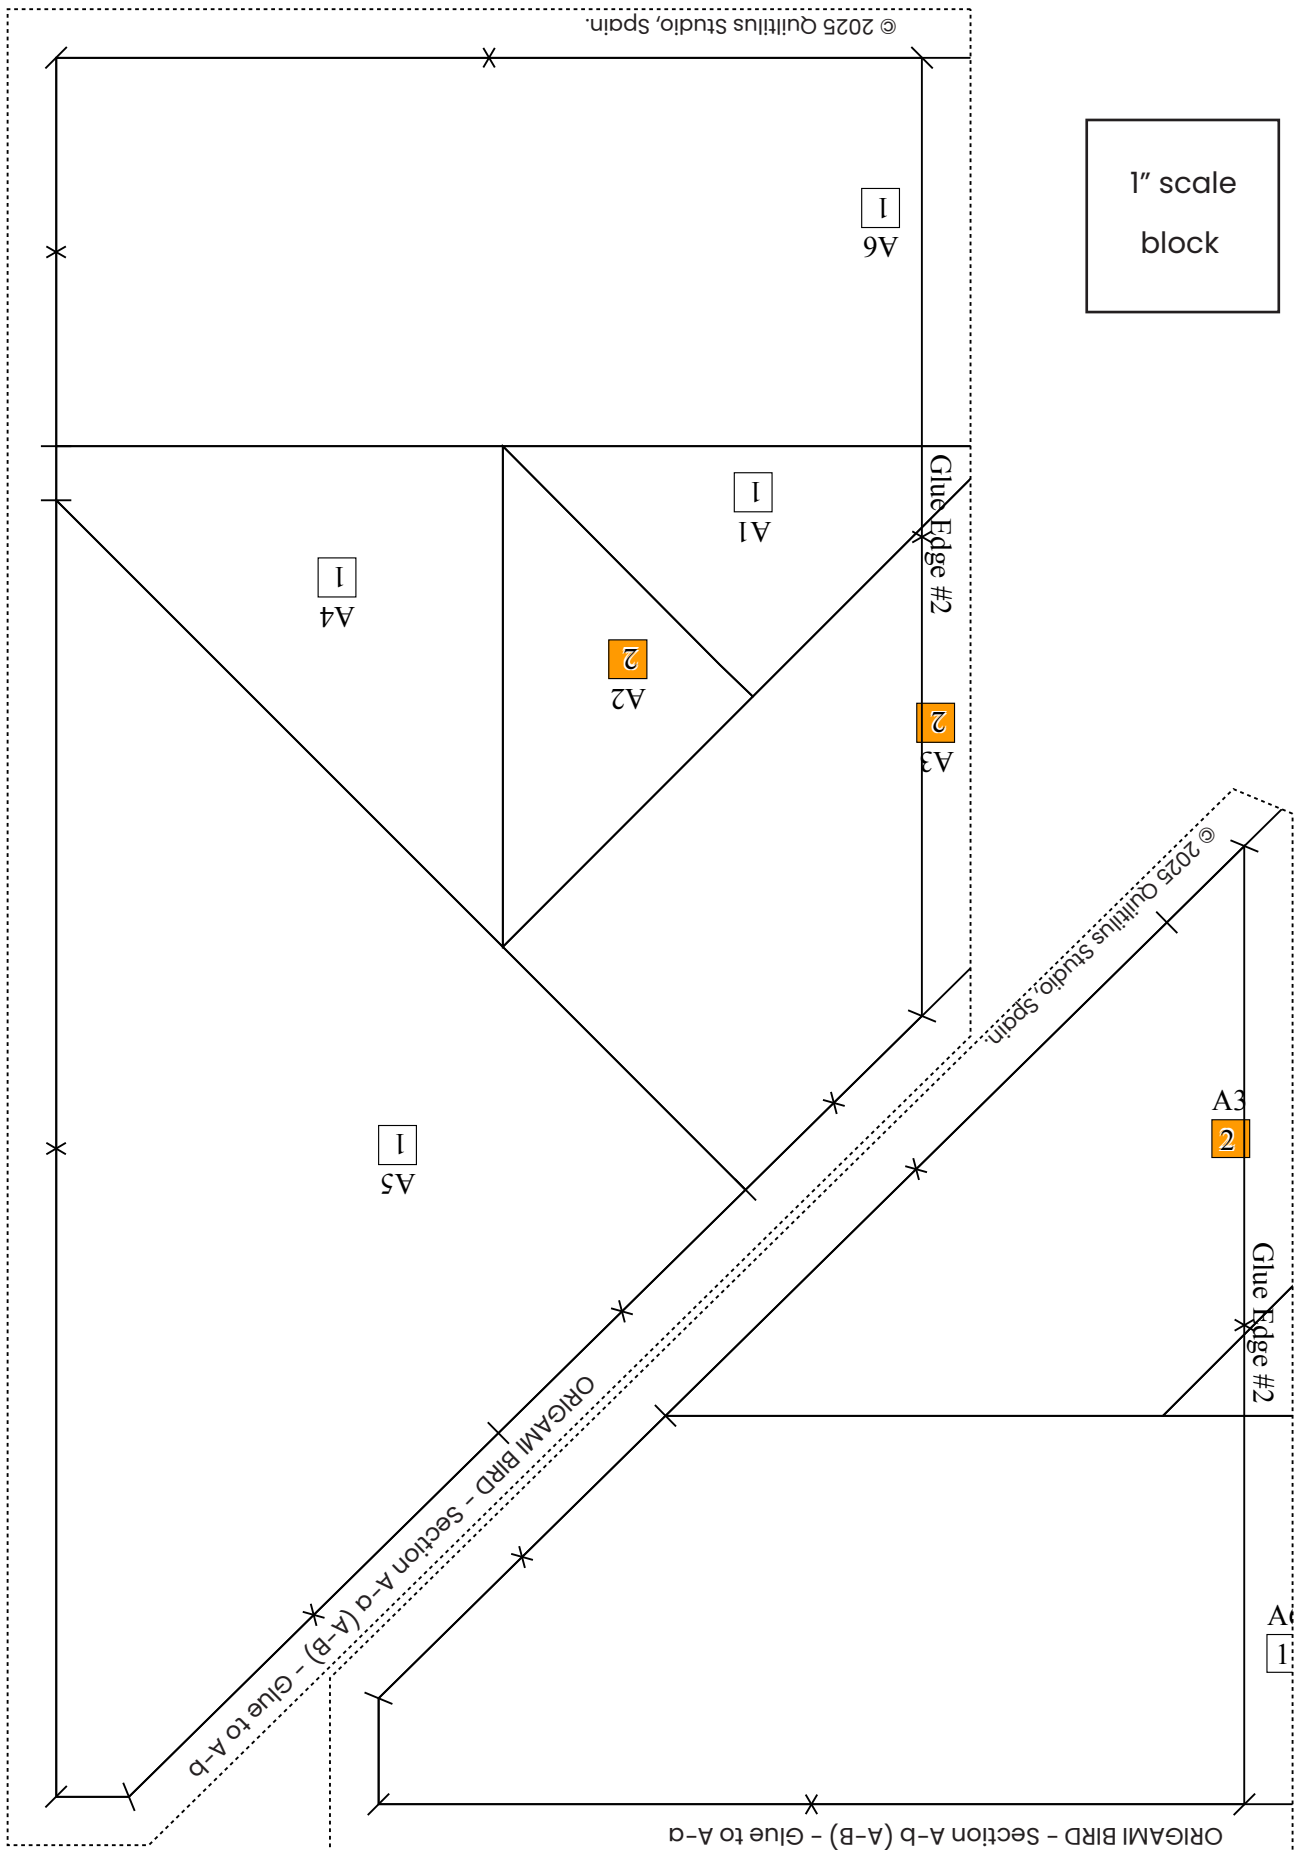 © 2025 Quiltilus Studio, Spain.
1” scale
block
1
A6
Glue Edge #2
1
A1
1
A4
2
A2
2
A3
© 2025 Quiltilus Studio, Spain.
A3
2
1
A5
Glue Edge #2
ORIGAMI BIRD - Section A-a (A-B) - Glue to A-b
1
ORIGAMI BIRD - Section A-b (A-B) - Glue to A-a